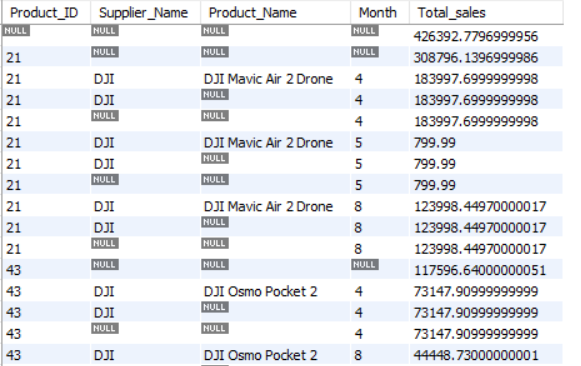 Product_ID Supplier_Name Product_Name Month Total_sales
NULL NULL NULL NULL 426392.7796999956
21 NULL NULL NULL 308796.1396999986
21 DJI DJI Mavic Air 2 Drone 4 183997.6999999998
21 DJI NULL 4 183997.6999999998
21 NULL NULL 4 183997.6999999998
21 DJI DJI Mavic Air 2 Drone 5 799.99
21 DJI NULL 5 799.99
21 NULL NULL 5 799.99
21 DJI DJI Mavic Air 2 Drone 8 123998.44970000017
21 DJI NULL 8 123998.44970000017
21 NULL NULL 8 123998.44970000017
43 NULL NULL NULL 117596.64000000051
43 DJI DJI Osmo Pocket 2 4 73147.90999999999
43 DJI NULL 4 73147.90999999999
43 NULL NULL 4 73147.90999999999
43 DJI DJI Osmo Pocket 2 8 44448.73000000001